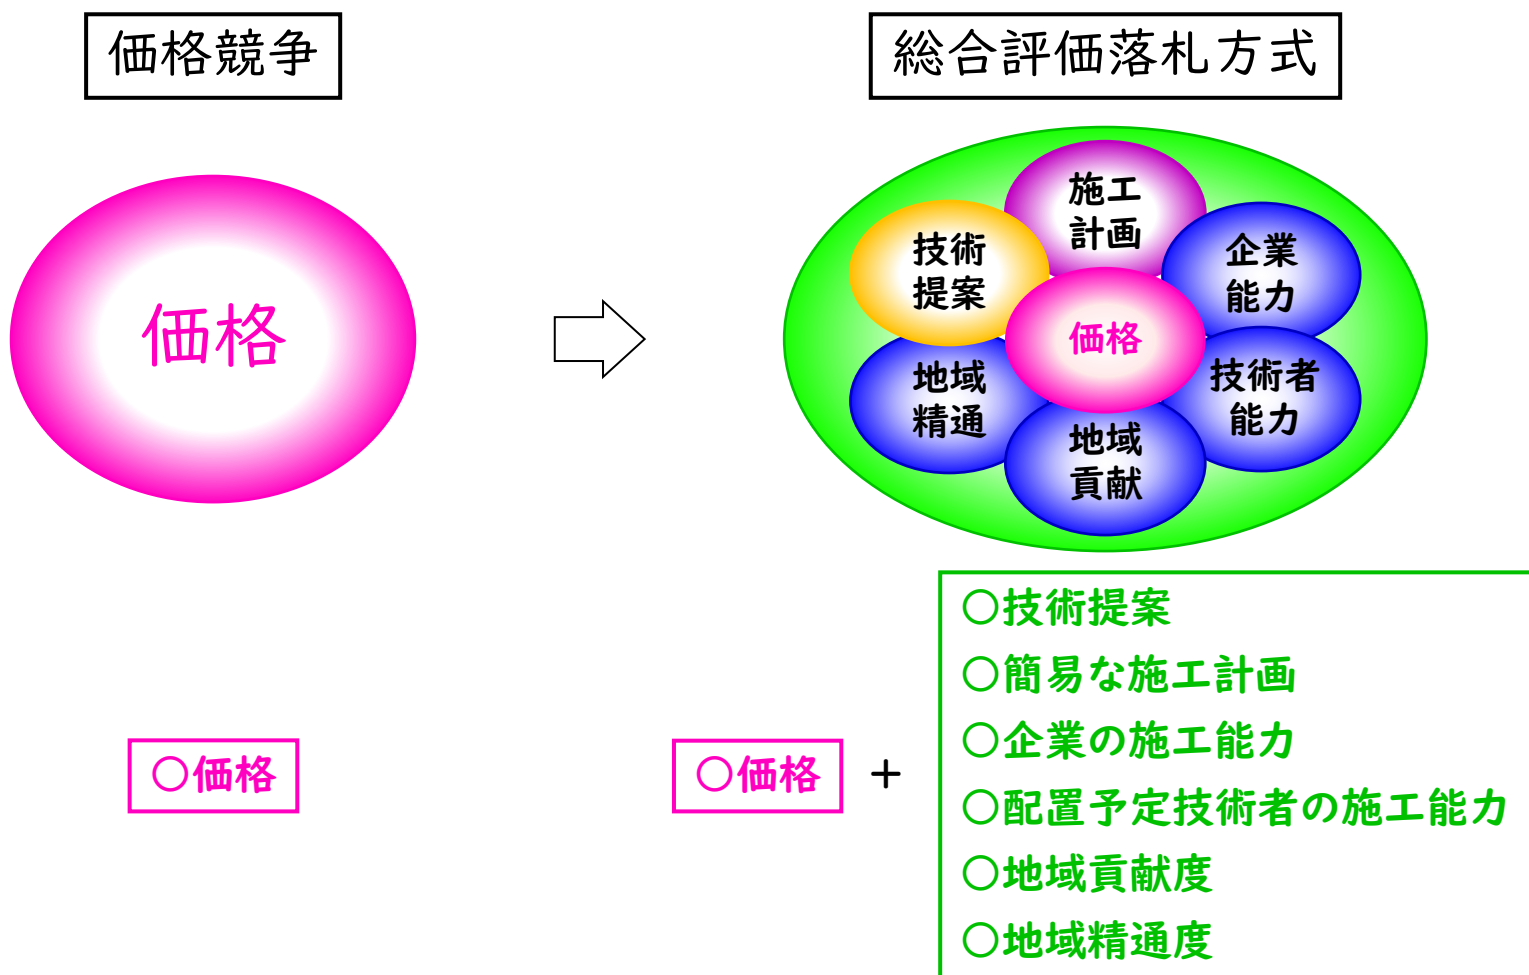 価格競争
総合評価落札方式
価格
施工
計画
技術
提案
企業
能力
価格
地域
精通
技術者
能力
地域
貢献
○価格
○価格
+
○技術提案
○簡易な施工計画
○企業の施工能力
○配置予定技術者の施工能力
○地域貢献度
○地域精通度